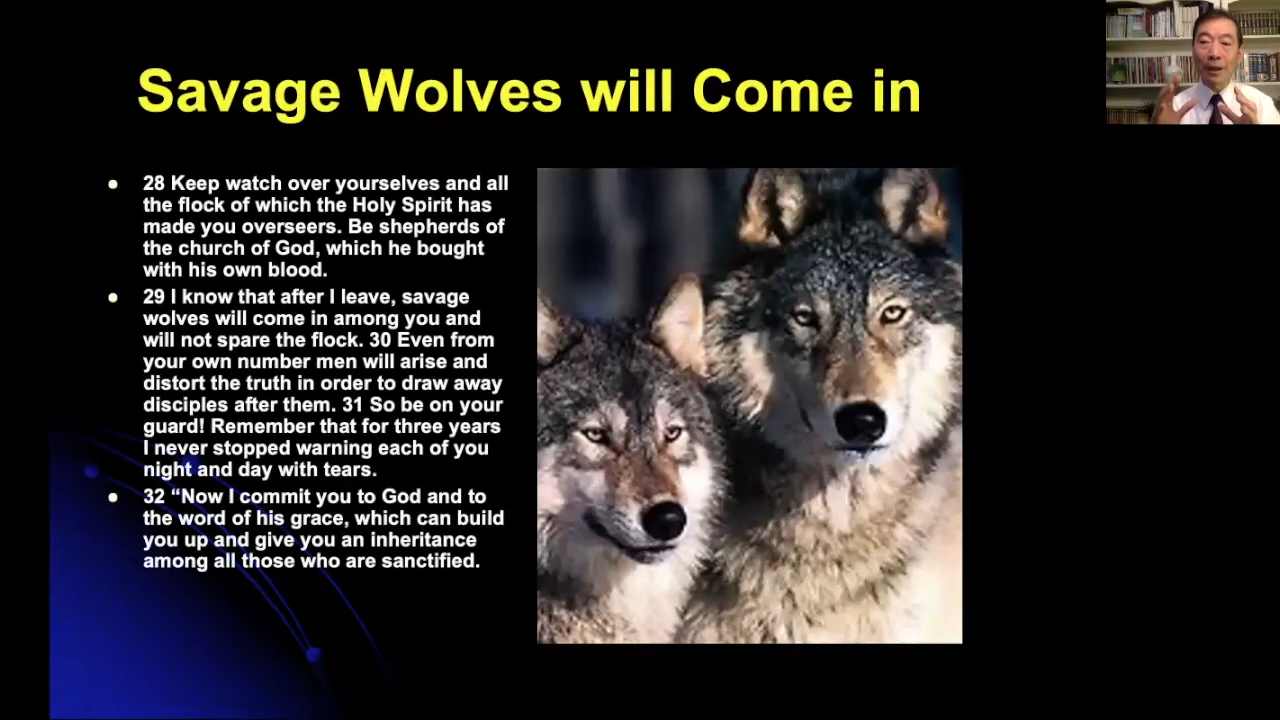 Savage Wolves will Come in
28 Keep watch over yourselves and all
the flock of which the Holy Spirit has
made you overseers. Be shepherds of
the church of God, which he bought
with his own blood.
29 I know that after I leave, savage
wolves will come in among you and
will not spare the flock. 30 Even from
your own number men will arise and
distort the truth in order to draw away
disciples after them. 31 So be on your
guard! Remember that for three years
I never stopped warning each of you
night and day with tears.
32 “Now I commit you to God and to
the word of his grace, which can build
you up and give you an inheritance
among all those who are sanctified.